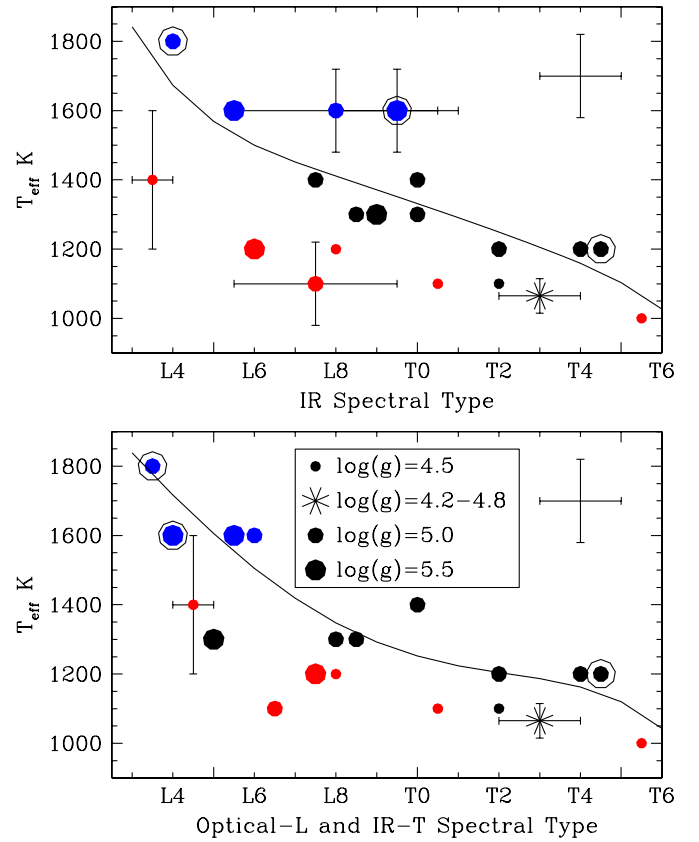 1800
1600
1400
1200
1000
T_eff K
L4 L6 L8 T0 T2 T4 T6
IR Spectral Type
1800
1600
1400
1200
1000
T_eff K
log(g)=4.5
log(g)=4.2-4.8
log(g)=5.0
log(g)=5.5
L4 L6 L8 T0 T2 T4 T6
Optical-L and IR-T Spectral Type